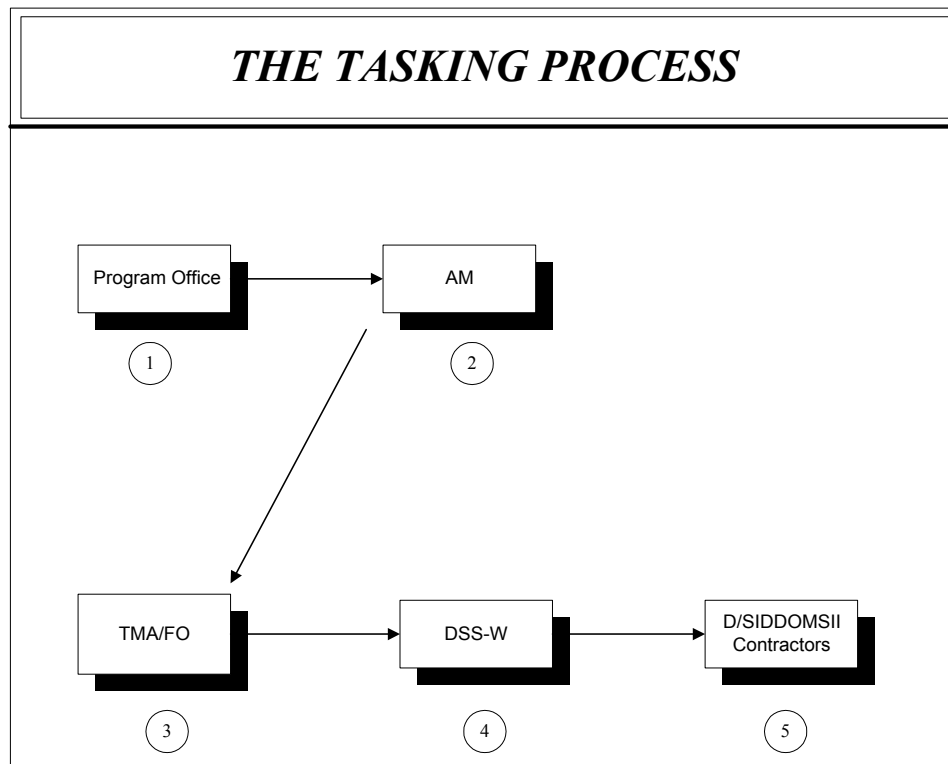 THE TASKING PROCESS
Program Office
AM
1
2
TMA/FO
DSS-W
D/SIDDOMSII
Contractors
3
4
5